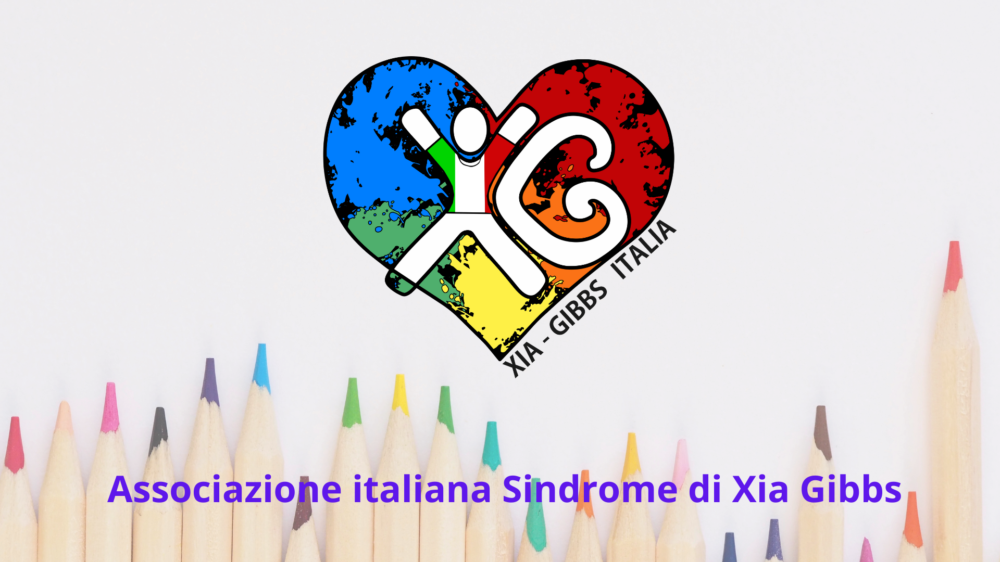 XIA - GIBBS ITALIA
Associazione italiana Sindrome di Xia Gibbs